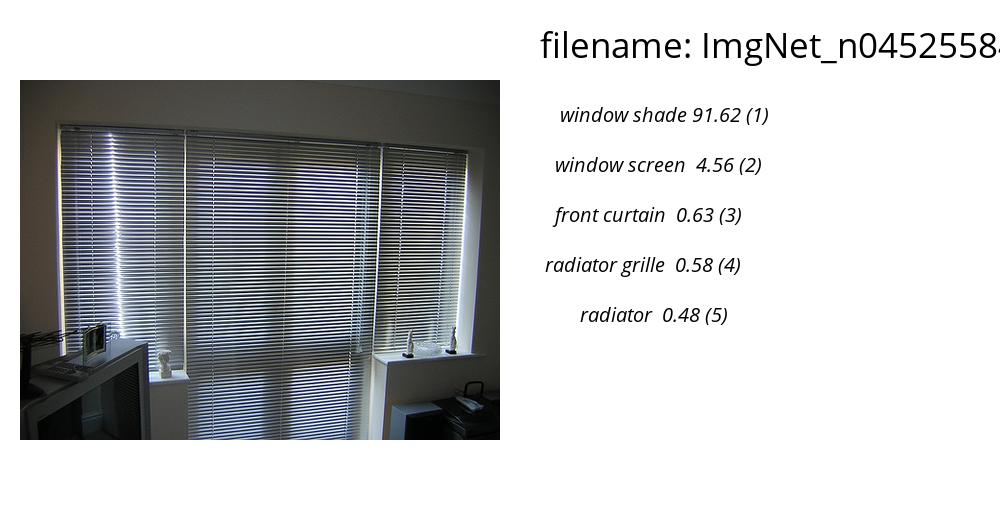 filename: ImgNet_n0452558
window shade 91.62 (1)
window screen 4.56 (2)
front curtain 0.63 (3)
radiator grille 0.58 (4)
radiator 0.48 (5)